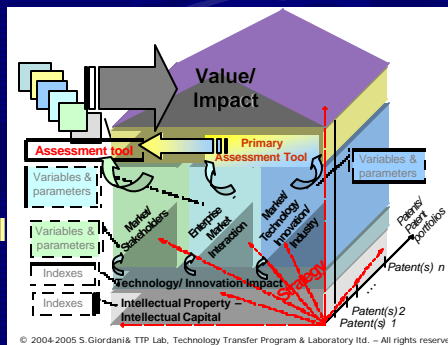 Value/
Impact
Assessment tool
Primary
Assessment Tool
Variables &
parameters
Variables &
parameters
Market/
Stakeholders
Enterprise
Market
Interaction
Market/
Technology/
Innovation
Industry
Variables &
parameters
Patents/
Patent
portfolios
Indexes
Technology/ Innovation Impact
Strategy
Patent(s) n
...
Indexes
Intellectual Property –
Intellectual Capital
Patent(s) 2
Patent(s) 1
© 2004-2005 S.Giordani& TTP Lab, Technology Transfer Program & Laboratory ltd. – All rights reserve